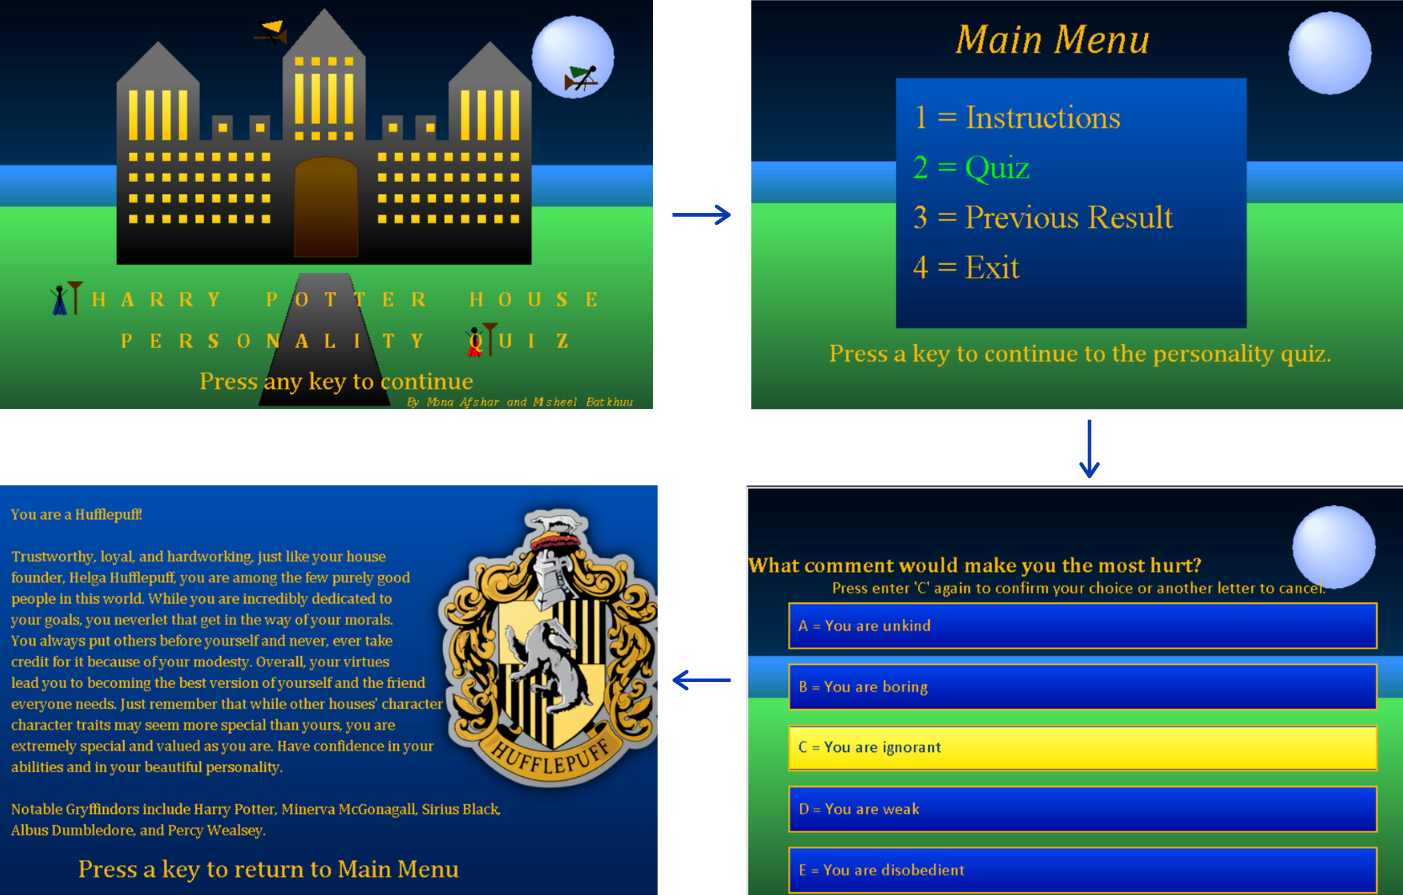 HARRY POTTER HOUSE
PERSONALITY QUIZ
Press any key to continue
By Mona Afshar and Misheel Batkhuu
Main Menu
1 = Instructions
2 = Quiz
3 = Previous Result
4 = Exit
Press a key to continue to the personality quiz.
What comment would make you the most hurt?
Press enter 'C' again to confirm your choice or another letter to cancel.
A = You are unkind
B = You are boring
C = You are ignorant
D = You are weak
E = You are disobedient
You are a Hufflepuff!
Trustworthy, loyal, and hardworking, just like your house
founder, Helga Hufflepuff, you are among the few purely good
people in this world. While you are incredibly dedicated to
your goals, you neverlet that get in the way of your morals.
You always put others before yourself and never, ever take
credit for it because of your modesty. Overall, your virtues
lead you to becoming the best version of yourself and the friend
everyone needs. Just remember that while other houses' character
character traits may seem more special than yours, you are
extremely special and valued as you are. Have confidence in your
abilities and in your beautiful personality.
Notable Gryffindors include Harry Potter, Minerva McGonagall, Sirius Black,
Albus Dumbledore, and Percy Wealsey.
Press a key to return to Main Menu
HUFFLEPUFF